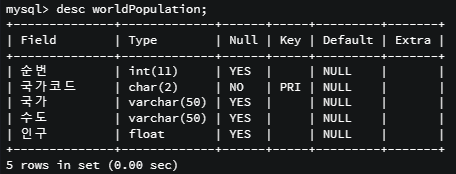 mysql> desc worldPopulation;
+----------+-------------+------+-----+---------+-------+
| Field | Type | Null | Key | Default | Extra |
+----------+-------------+------+-----+---------+-------+
| 순번 | int(11) | YES | | NULL | |
| 국가코드 | char(2) | NO | PRI | NULL | |
| 국가 | varchar(50) | YES | | NULL | |
| 수도 | varchar(50) | YES | | NULL | |
| 인구 | float | YES | | NULL | |
+----------+-------------+------+-----+---------+-------+
5 rows in set (0.00 sec)